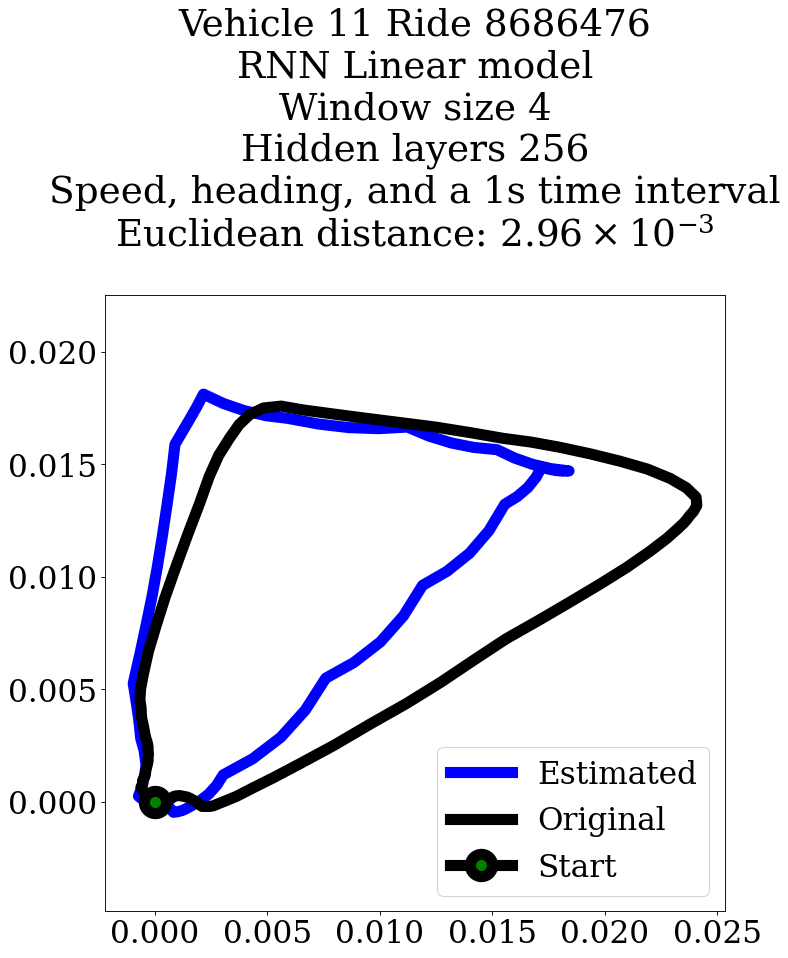 Vehicle 11 Ride 8686476
RNN Linear model
Window size 4
Hidden layers 256
Speed, heading, and a 1s time interval
Euclidean distance: 2.96 × 10⁻³
0.020
0.015
0.010
0.005
0.000
Estimated
Original
Start
0.000 0.005 0.010 0.015 0.020 0.025